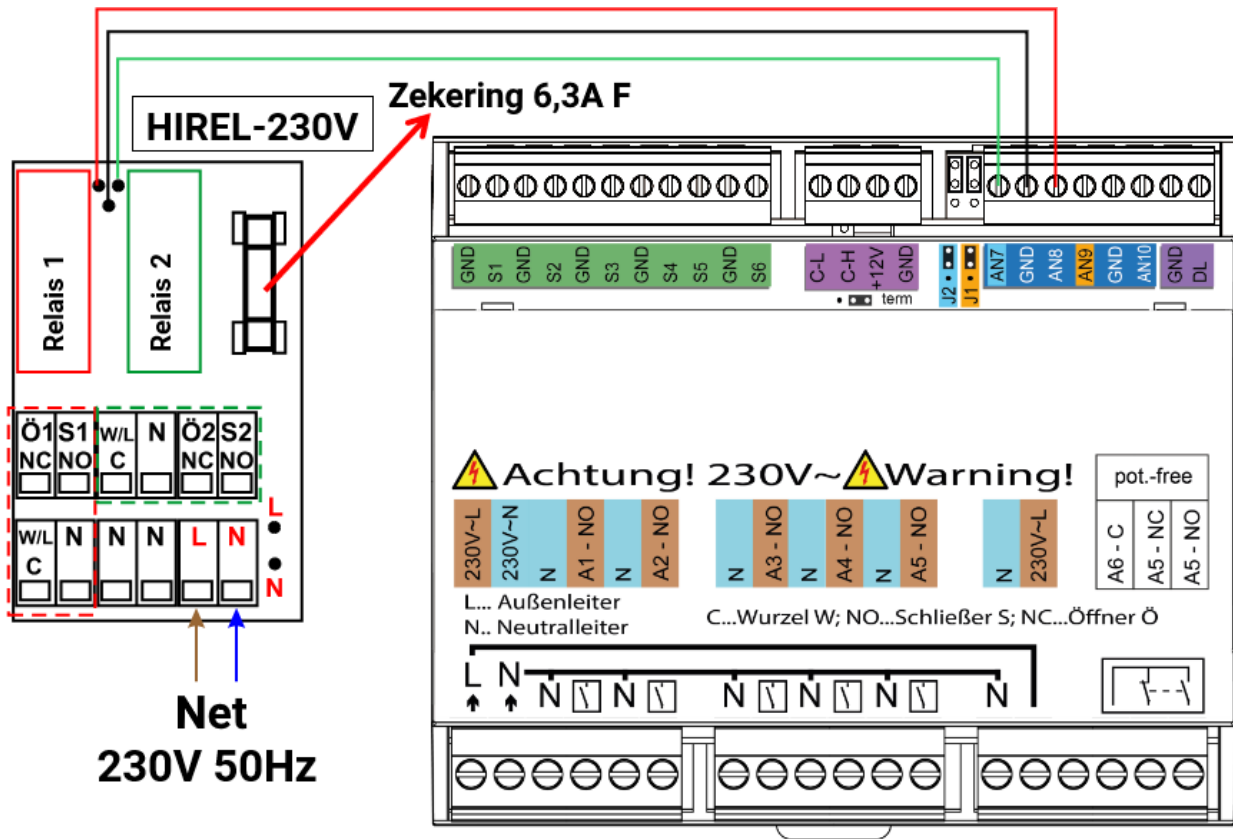 HIREL-230V
Zekering 6,3A F
Relais 1
Relais 2
Ö1 S1 W/L N Ö2 S2
NC NO C NC NO
L
W/L N N N L N
C
N
Net
230V 50Hz
GND S1 GND S2 GND S3 GND S4 S5 GND S6
C-L C-H +12V GND
term
J2 J1
AN7 GND AN8 AN9 GND AN10 GND DL
Achtung! 230V~ Warning!
pot.-free
230V~L 230V~N N A1 - NO N A2 - NO
N A3 - NO N A4 - NO N A5 - NO
N 230V~L
A6 - C A5 - NC A5 - NO
L... Außenleiter
N.. Neutralleiter
C...Wurzel W; NO...Schließer S; NC...Öffner Ö
L N N N N N N N